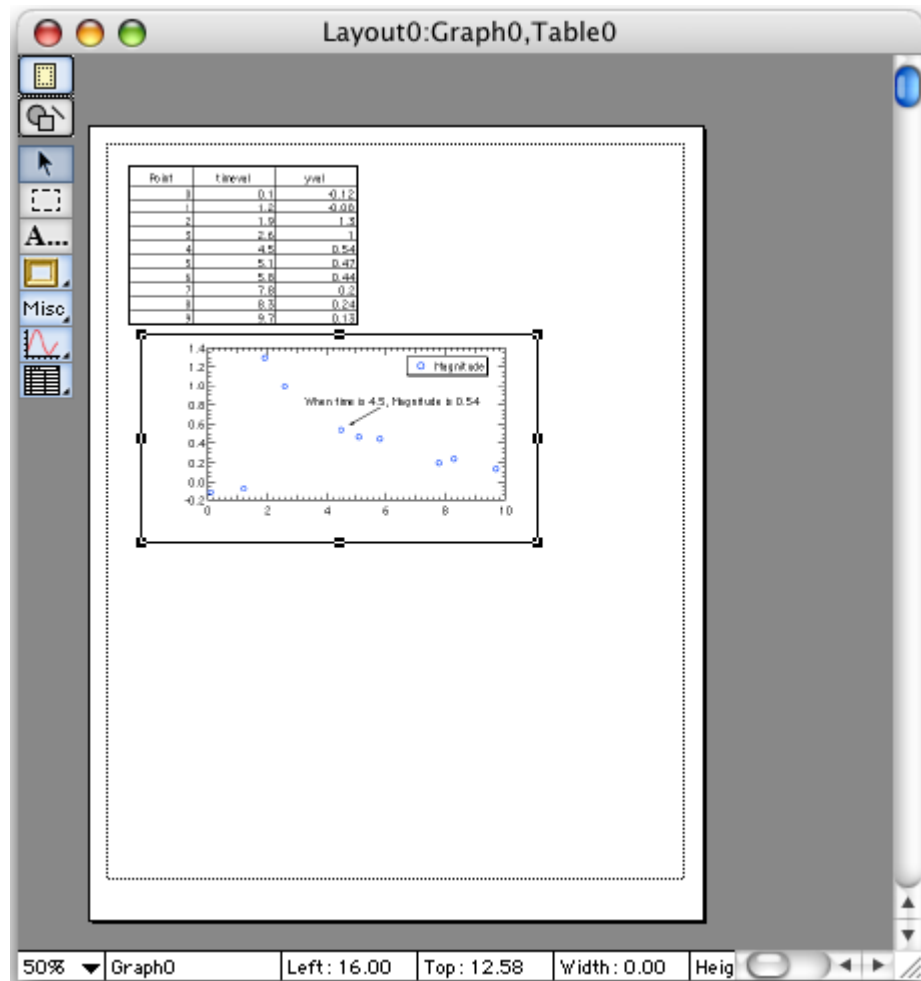 Layout0:Graph0,Table0
A...
Misc
Point timeval yval
0 0.1 -0.12
1 1.2 -0.08
2 1.9 1.3
3 2.6 1
4 4.5 0.54
5 5.1 0.47
6 5.8 0.44
7 7.8 0.2
8 8.3 0.24
9 9.7 0.13
1.4
Magnitude
1.2
1.0
When time is 4.5, Magnitude is 0.54
0.8
0.6
0.4
0.2
0.0
-0.2
0 2 4 6 8 10
50% Graph0 Left: 16.00 Top: 12.58 Width: 0.00 Heig